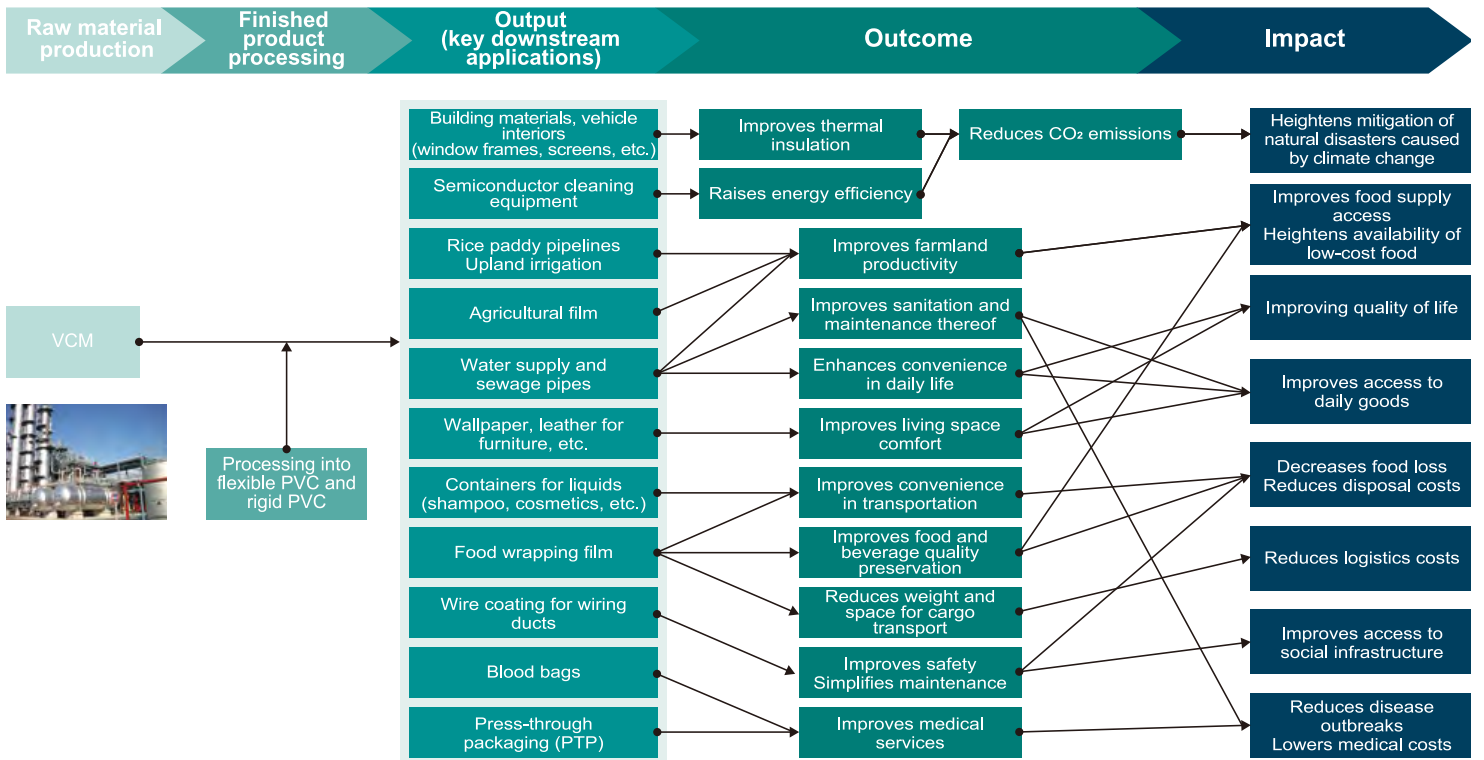 Raw material
production
Finished
product
processing
Output
(key downstream
applications)
Outcome
Impact
VCM
Processing into
flexible PVC and
rigid PVC
Building materials, vehicle
interiors
(window frames, screens, etc.)
Semiconductor cleaning
equipment
Rice paddy pipelines
Upland irrigation
Agricultural film
Water supply and
sewage pipes
Wallpaper, leather for
furniture, etc.
Containers for liquids
(shampoo, cosmetics, etc.)
Food wrapping film
Wire coating for wiring
ducts
Blood bags
Press-through
packaging (PTP)
Improves thermal
insulation
Raises energy efficiency
Reduces CO₂ emissions
Improves farmland
productivity
Improves sanitation and
maintenance thereof
Enhances convenience
in daily life
Improves living space
comfort
Improves convenience
in transportation
Improves food and
beverage quality
preservation
Reduces weight and
space for cargo
transport
Improves safety
Simplifies maintenance
Improves medical
services
Heightens mitigation of
natural disasters caused
by climate change
Improves food supply
access
Heightens availability of
low-cost food
Improving quality of life
Improves access to
daily goods
Decreases food loss
Reduces disposal costs
Reduces logistics costs
Improves access to
social infrastructure
Reduces disease
outbreaks
Lowers medical costs